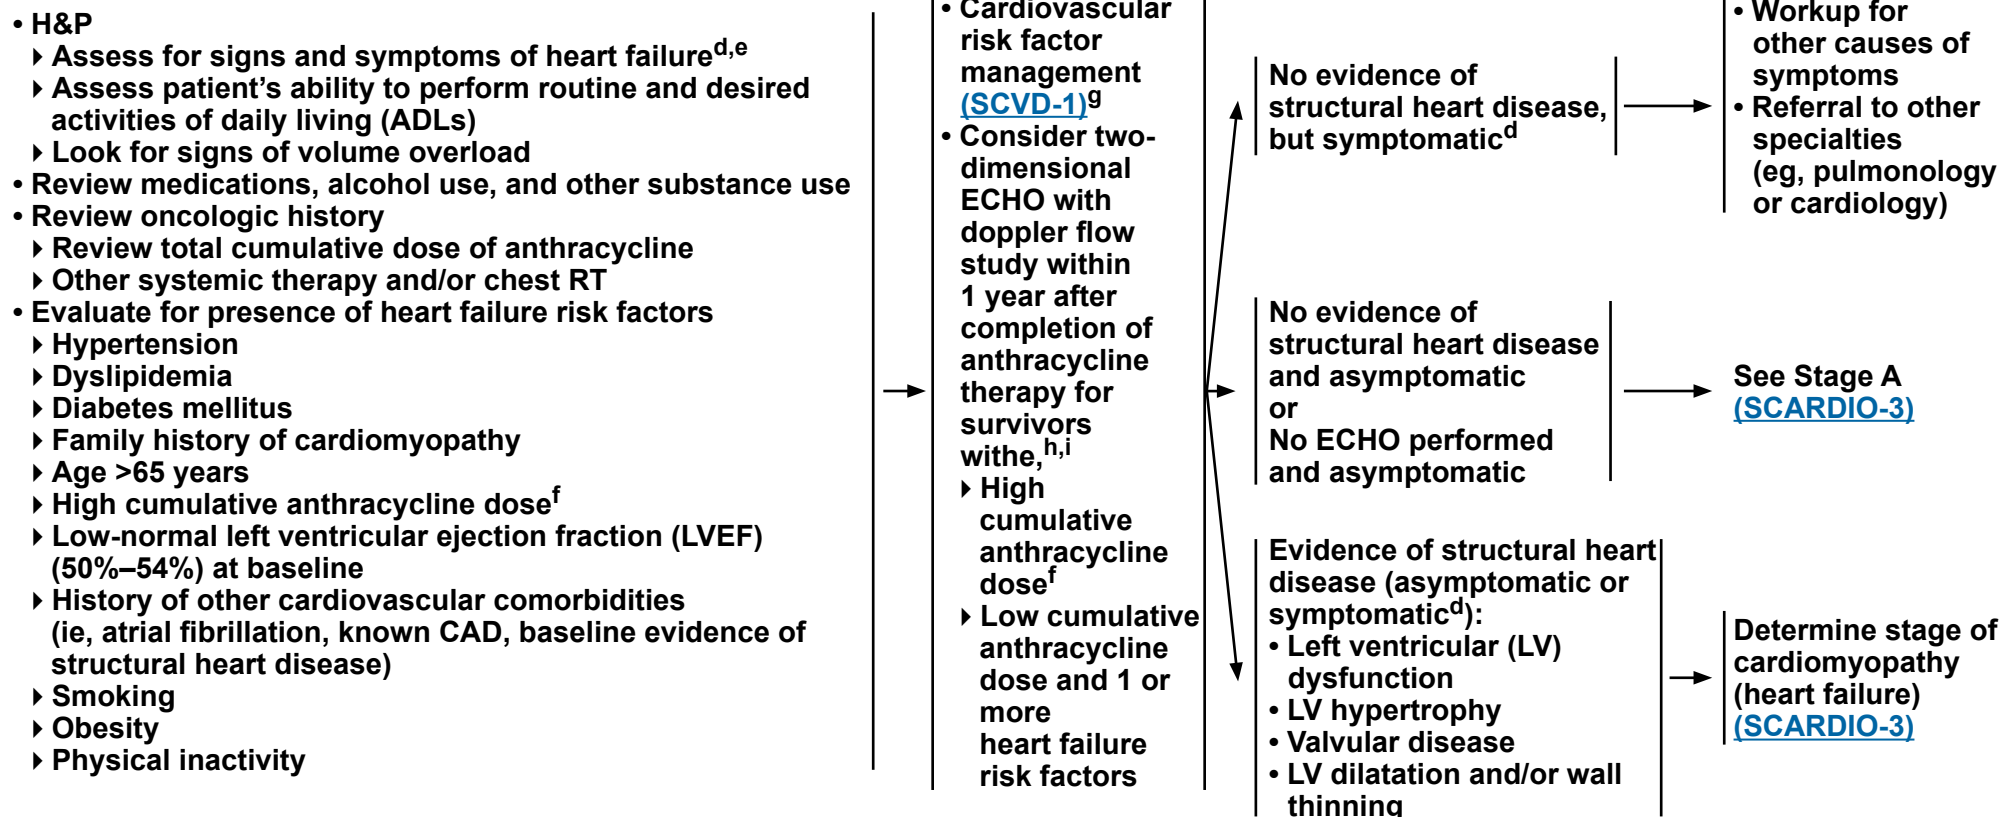 • H&P
▸ Assess for signs and symptoms of heart failured,e
▸ Assess patient's ability to perform routine and desired
activities of daily living (ADLs)
▸ Look for signs of volume overload
• Review medications, alcohol use, and other substance use
• Review oncologic history
▸ Review total cumulative dose of anthracycline
▸ Other systemic therapy and/or chest RT
• Evaluate for presence of heart failure risk factors
▸ Hypertension
▸ Dyslipidemia
▸ Diabetes mellitus
▸ Family history of cardiomyopathy
▸ Age >65 years
▸ High cumulative anthracycline dosef
▸ Low-normal left ventricular ejection fraction (LVEF)
(50%–54%) at baseline
▸ History of other cardiovascular comorbidities
(ie, atrial fibrillation, known CAD, baseline evidence of
structural heart disease)
▸ Smoking
▸ Obesity
▸ Physical inactivity
• Cardiovascular
risk factor
management
(SCVD-1)g
• Consider two-
dimensional
ECHO with
doppler flow
study within
1 year after
completion of
anthracycline
therapy for
survivors
withe,h,i
▸ High
cumulative
anthracycline
dosef
▸ Low cumulative
anthracycline
dose and 1 or
more
heart failure
risk factors
No evidence of
structural heart disease,
but symptomaticd
• Workup for
other causes of
symptoms
• Referral to other
specialties
(eg, pulmonology
or cardiology)
No evidence of
structural heart disease
and asymptomatic
or
No ECHO performed
and asymptomatic
See Stage A
(SCARDIO-3)
Evidence of structural heart
disease (asymptomatic or
symptomaticd):
• Left ventricular (LV)
dysfunction
• LV hypertrophy
• Valvular disease
• LV dilatation and/or wall
thinning
Determine stage of
cardiomyopathy
(heart failure)
(SCARDIO-3)